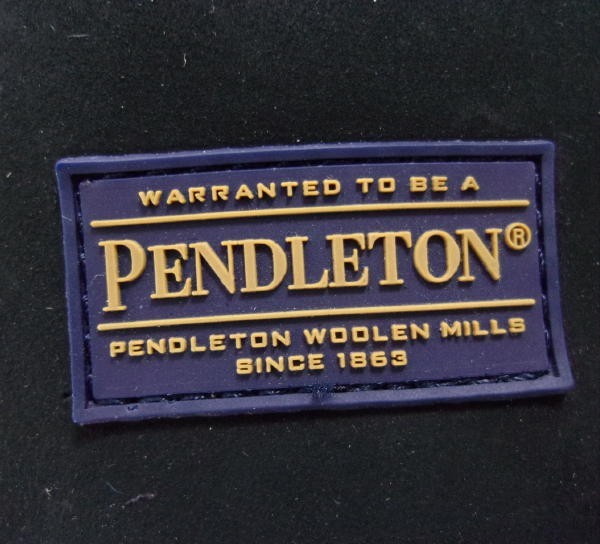 WARRANTED TO BE A
PENDLETON®
PENDLETON WOOLEN MILLS
SINCE 1863